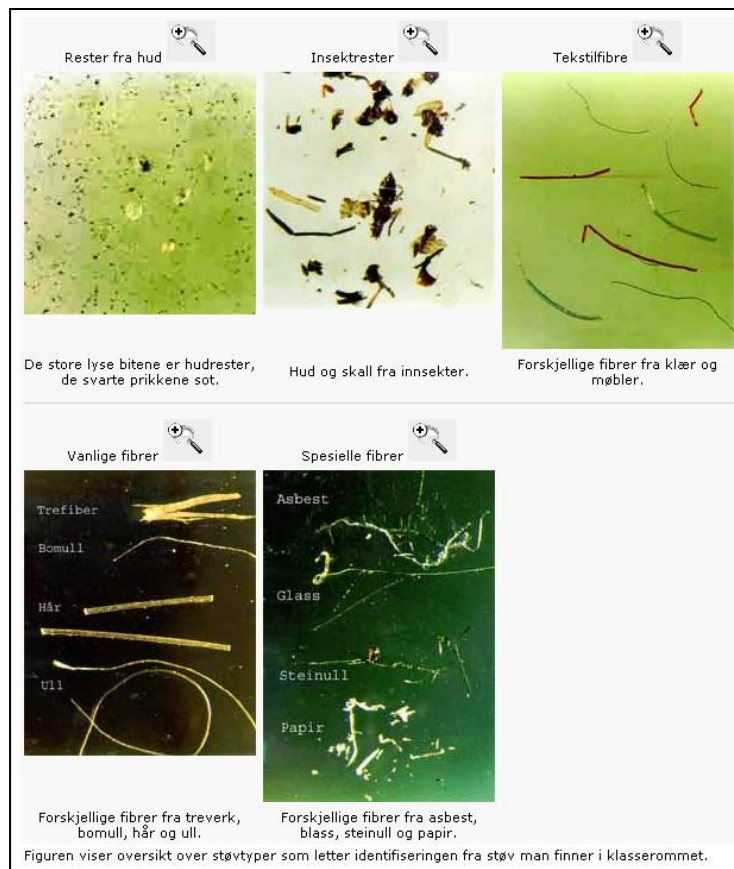 Rester fra hud
Insektrester
Tekstilfibre
De store lyse bitene er hudrester,
de svarte prikkene sot.
Hud og skall fra innsekter.
Forskjellige fibrer fra klær og
møbler.
Vanlige fibrer
Spesielle fibrer
Trefiber
Bomull
Hår
Ull
Asbest
Glass
Steinull
Papir
Forskjellige fibrer fra treverk,
bomull, hår og ull.
Forskjellige fibrer fra asbest,
blass, steinull og papir.
Figuren viser oversikt over støvtyper som letter identifiseringen fra støv man finner i klasserommet.